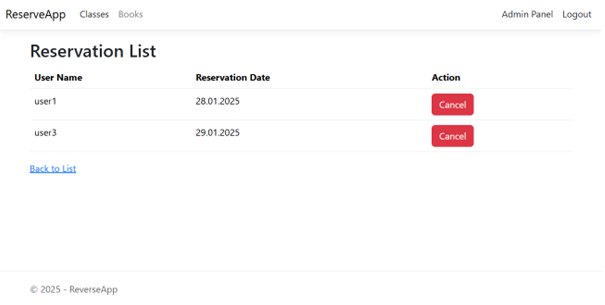 ReserveApp Classes Books Admin Panel Logout
Reservation List
User Name Reservation Date Action
user1 28.01.2025 Cancel
user3 29.01.2025 Cancel
Back to List
© 2025 - ReverseApp